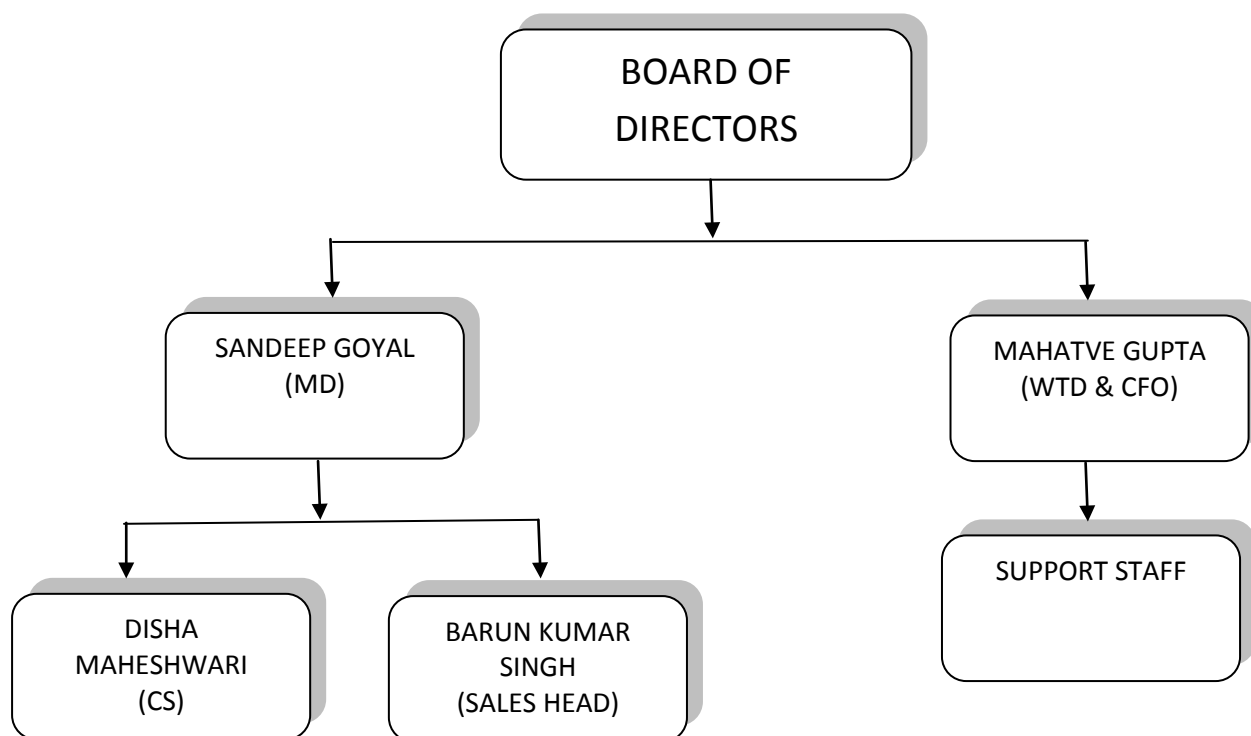 BOARD OF
DIRECTORS
SANDEEP GOYAL
(MD)
MAHATVE GUPTA
(WTD & CFO)
DISHA
MAHESHWARI
(CS)
BARUN KUMAR
SINGH
(SALES HEAD)
SUPPORT STAFF